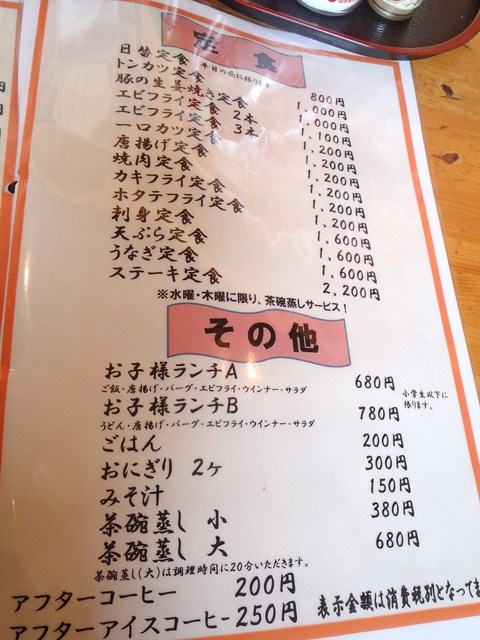 定食
日替定食 平日の昼に限ります 800円
トンカツ定食 1,000円
豚の生姜焼き定食 1,000円
エビフライ定食 2本 1,100円
エビフライ定食 3本
一口カツ定食 1,200円
唐揚げ定食 1,200円
焼肉定食 1,200円
カキフライ定食 1,200円
ホタテフライ定食 1,200円
刺身定食 1,600円
天ぷら定食
うなぎ定食 1,600円
ステーキ定食 2,200円
※水曜・木曜に限り、茶碗蒸しサービス！
その他
お子様ランチA 680円
ご飯・唐揚げ・バーグ・エビフライ・ウインナー・サラダ
小学生以下に
限ります。
お子様ランチB 780円
うどん・唐揚げ・バーグ・エビフライ・ウインナー・サラダ
ごはん 200円
おにぎり 2ヶ 300円
みそ汁 150円
茶碗蒸し 小 380円
茶碗蒸し 大 680円
茶碗蒸し(大)は調理時間に20分いただきます。
アフターコーヒー 200円
アフターアイスコーヒー 250円
表示金額は消費税別となってま